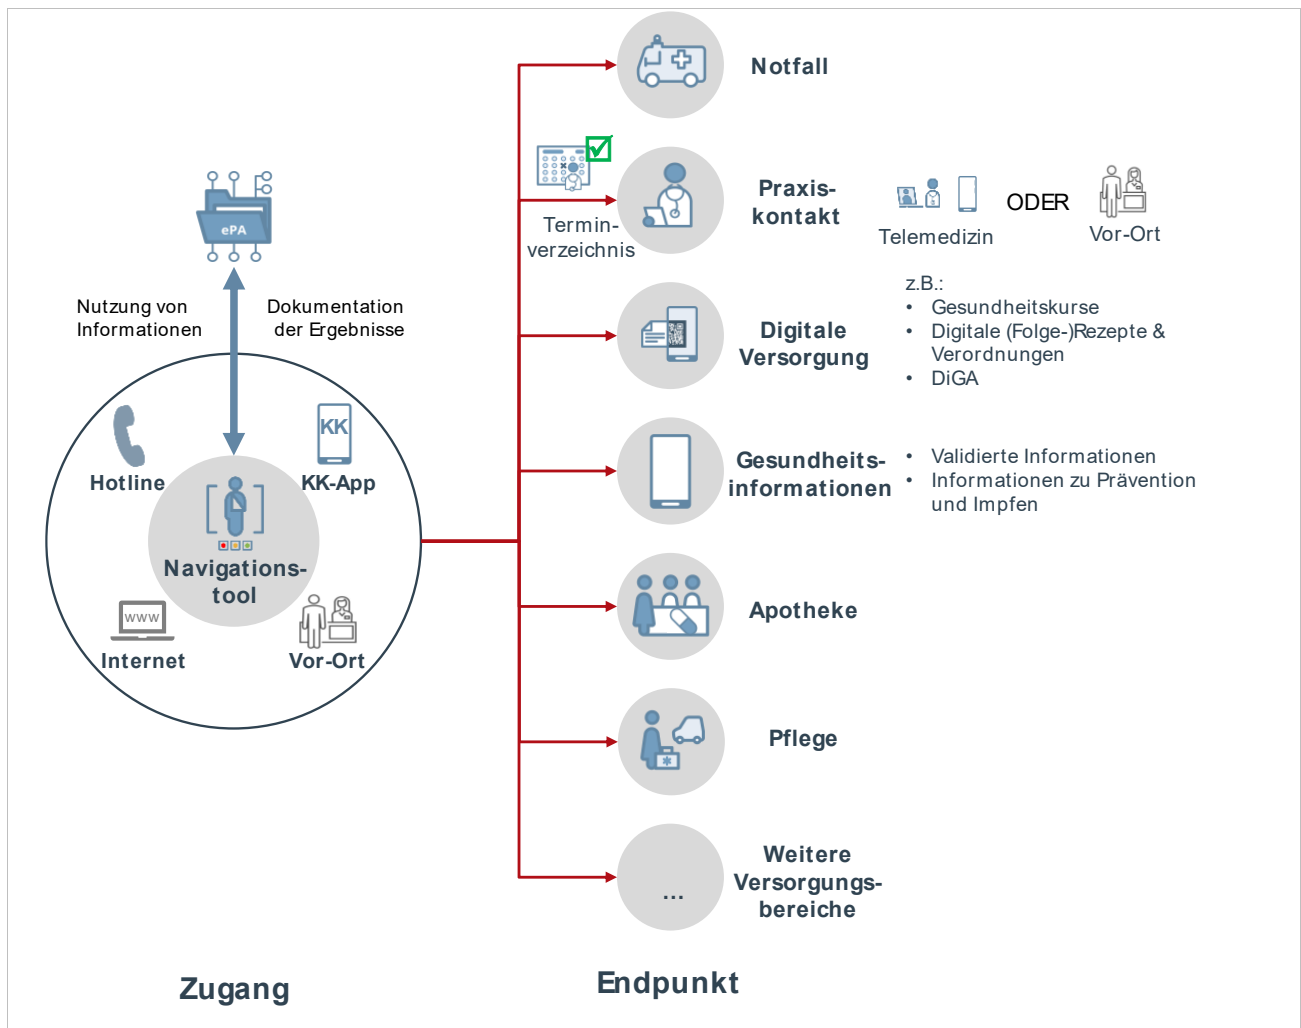 ePA
Nutzung von
Informationen
Dokumentation
der Ergebnisse
Hotline
KK
KK-App
Navigations-
tool
www
Internet
Vor-Ort
Zugang
Notfall
Termin-
verzeichnis
Praxis-
kontakt
Telemedizin
ODER
Vor-Ort
Digitale
Versorgung
z.B.:
• Gesundheitskurse
• Digitale (Folge-)Rezepte &
Verordnungen
• DiGA
Gesundheits-
informationen
• Validierte Informationen
• Informationen zu Prävention
und Impfen
Apotheke
Pflege
...
Weitere
Versorgungs-
bereiche
Endpunkt